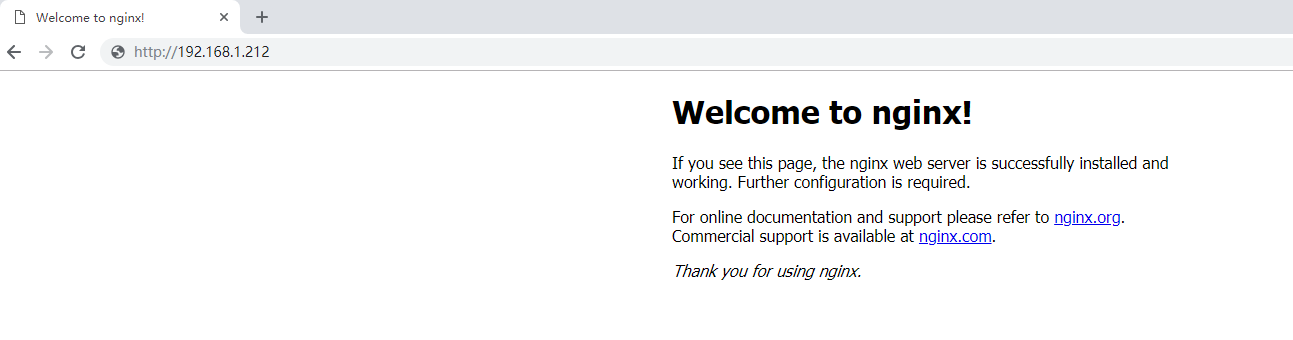 Welcome to nginx!
http://192.168.1.212
Welcome to nginx!
If you see this page, the nginx web server is successfully installed and
working. Further configuration is required.
For online documentation and support please refer to nginx.org.
Commercial support is available at nginx.com.
Thank you for using nginx.